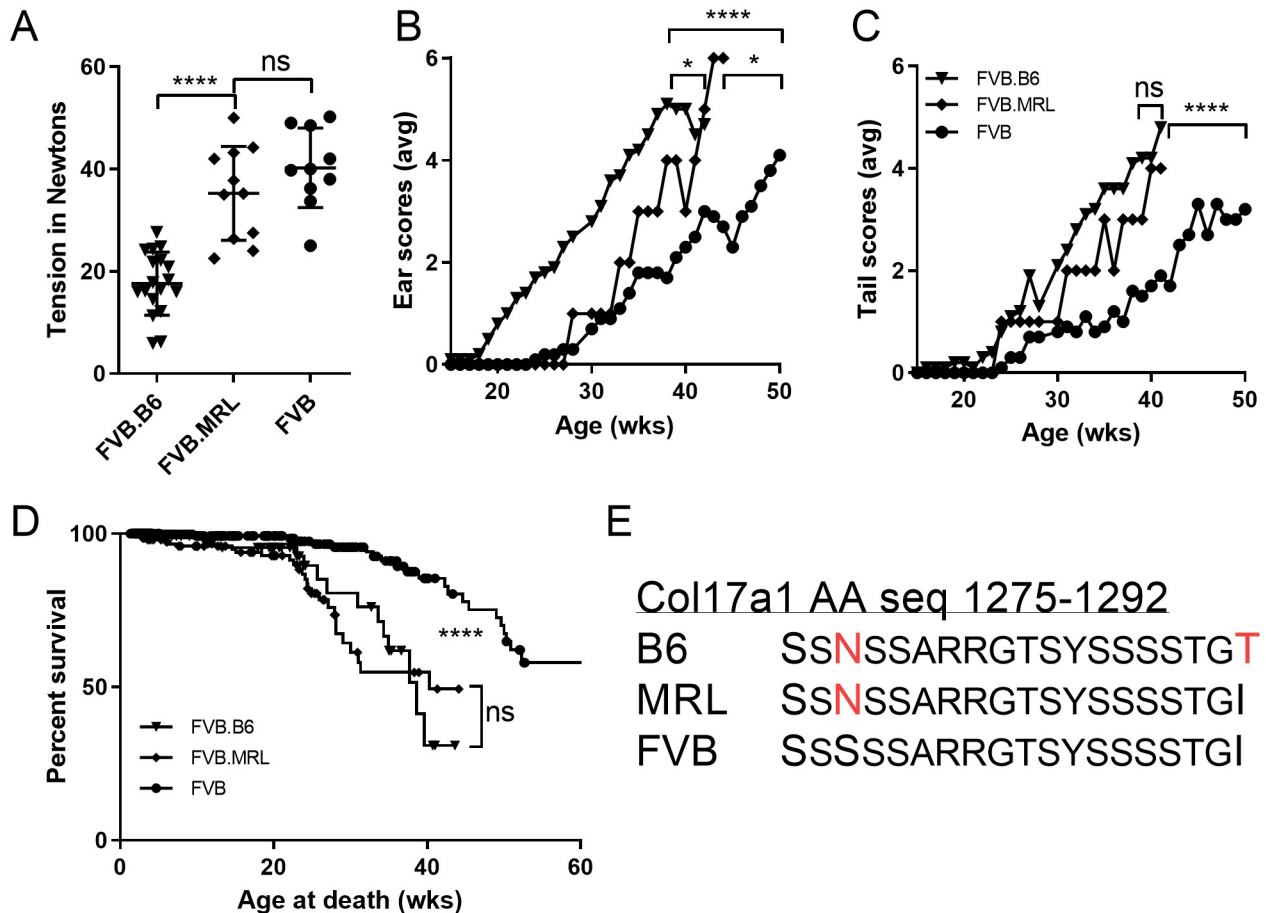 A
60
40
20
0
Tension in Newtons
****
ns
FVB.B6
FVB.MRL
FVB
B
****
*
*
6
4
2
0
Ear scores (avg)
20
30
40
50
Age (wks)
C
6
4
2
0
Tail scores (avg)
FVB.B6
FVB.MRL
FVB
ns
****
20
30
40
50
Age (wks)
D
100
50
0
Percent survival
****
ns
FVB.B6
FVB.MRL
FVB
0
20
40
60
Age at death (wks)
E
Col17a1 AA seq 1275-1292
B6 SSNSSARRGTSYSSSSTGT
MRL SSNSSARRGTSYSSSSTGI
FVB SSSSSARRGTSYSSSSTGI